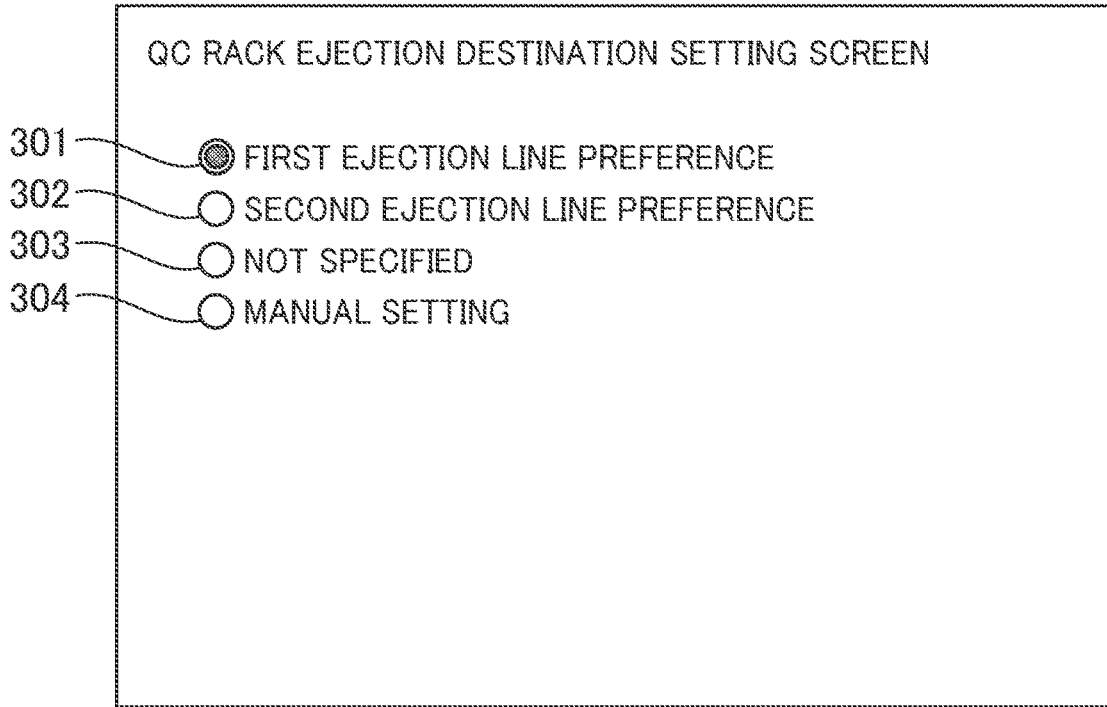 QC RACK EJECTION DESTINATION SETTING SCREEN
301 FIRST EJECTION LINE PREFERENCE
302 SECOND EJECTION LINE PREFERENCE
303 NOT SPECIFIED
304 MANUAL SETTING